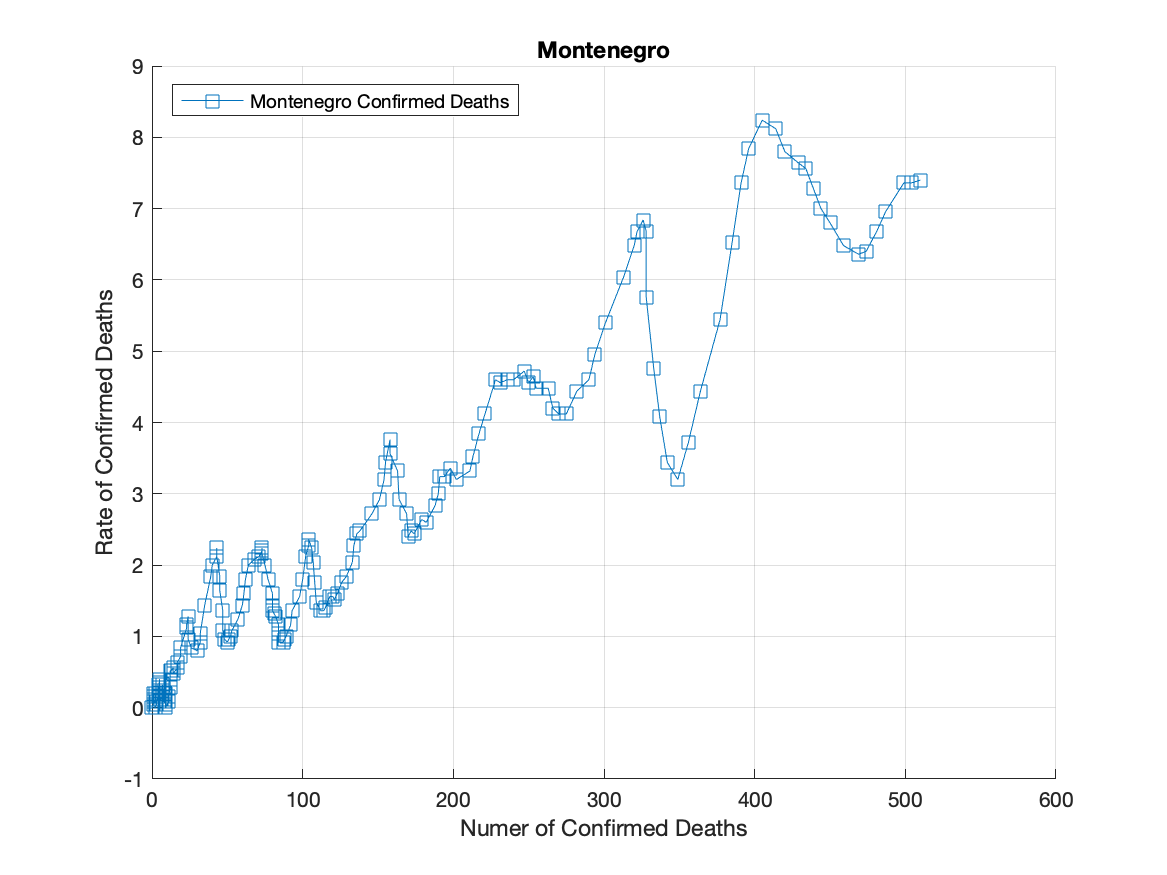 Montenegro
Montenegro Confirmed Deaths
9
8
7
6
5
4
3
2
1
0
-1
Rate of Confirmed Deaths
0 100 200 300 400 500 600
Numer of Confirmed Deaths